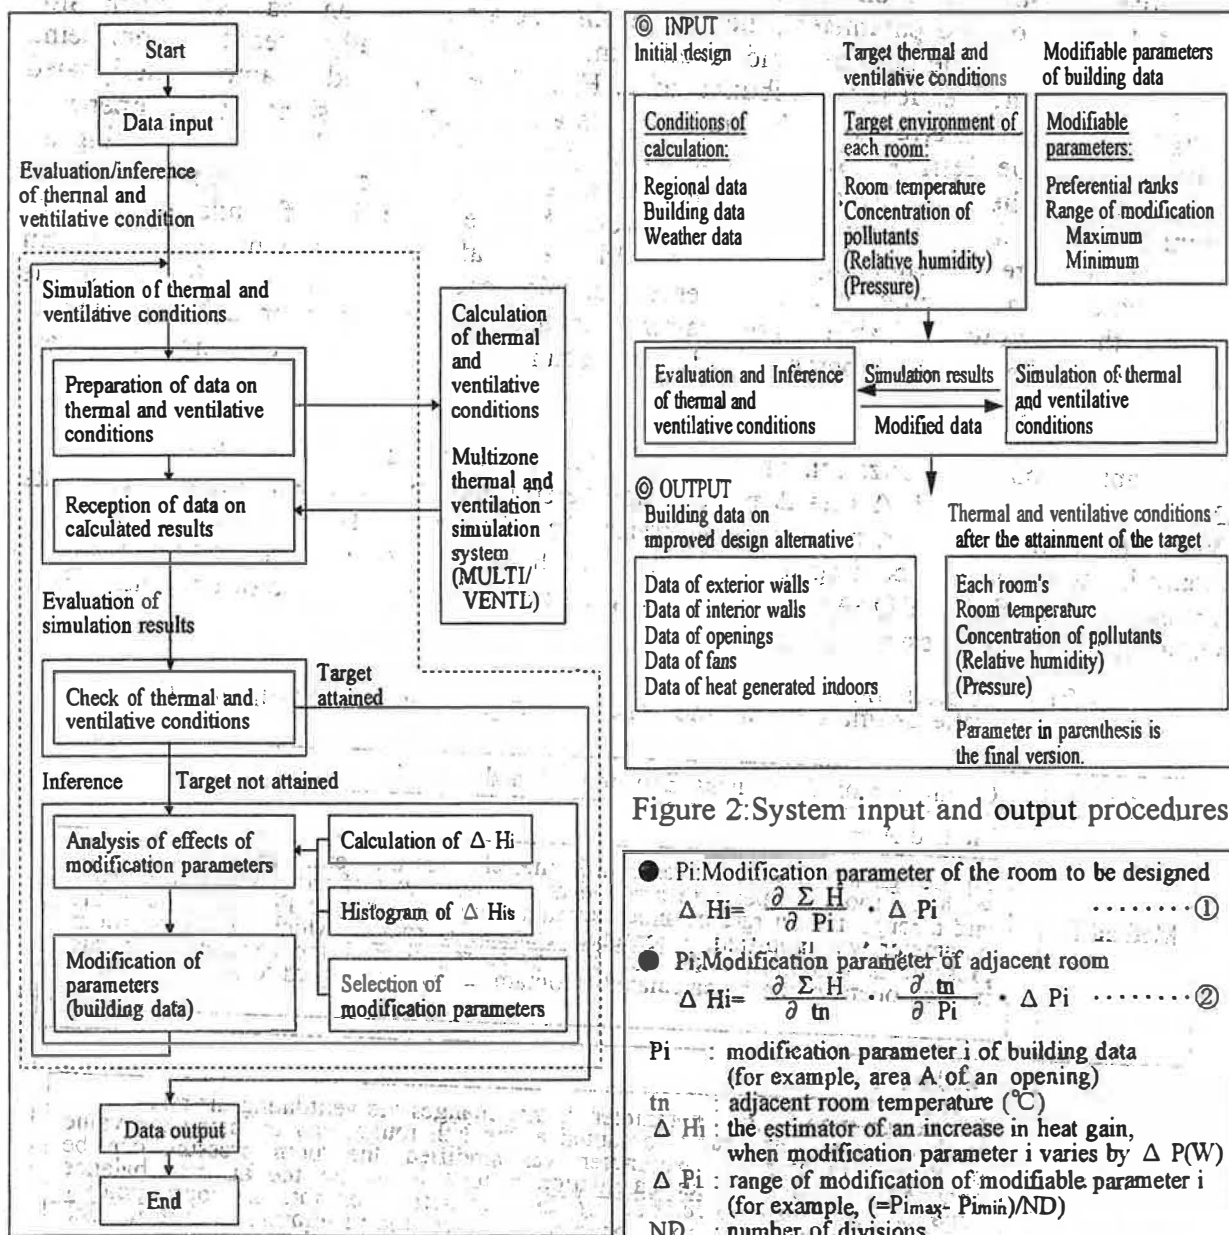 Start
Data input
Evaluation/inference
of thermal and
ventilative condition
Simulation of thermal and
ventilative conditions
Preparation of data on
thermal and ventilative
conditions
Reception of data on
calculated results
Calculation
of thermal
and
ventilative
conditions
Multizone
thermal and
ventilation
simulation
system
(MULTI/
VENTL)
Evaluation of
simulation results
Check of thermal and
ventilative conditions
Target
attained
Inference
Target not attained
Analysis of effects of
modification parameters
Calculation of Δ Hi
Histogram of Δ His
Modification of
parameters
(building data)
Selection of
modification parameters
Data output
End
◎ INPUT
Initial design
Target thermal and
ventilative conditions
Modifiable parameters
of building data
Conditions of
calculation:
Regional data
Building data
Weather data
Target environment of
each room:
Room temperature
Concentration of
pollutants
(Relative humidity)
(Pressure)
Modifiable
parameters:
Preferential ranks
Range of modification
Maximum
Minimum
Evaluation and Inference
of thermal and
ventilative conditions
Simulation results
Modified data
Simulation of thermal
and ventilative
conditions
◎ OUTPUT
Building data on
improved design alternative
Thermal and ventilative conditions
after the attainment of the target
Data of exterior walls
Data of interior walls
Data of openings
Data of fans
Data of heat generated indoors
Each room's
Room temperature
Concentration of pollutants
(Relative humidity)
(Pressure)
Parameter in parenthesis is
the final version.
Figure 2:System input and output procedures
● Pi:Modification parameter of the room to be designed
Δ Hi= ∂ Σ H / ∂ Pi · Δ Pi ········①
● Pi:Modification parameter of adjacent room
Δ Hi= ∂ Σ H / ∂ tn · ∂ tn / ∂ Pi · Δ Pi ········②
Pi : modification parameter i of building data
(for example, area A of an opening)
tn : adjacent room temperature (℃)
Δ Hi : the estimator of an increase in heat gain,
when modification parameter i varies by Δ P(W)
Δ Pi : range of modification of modifiable parameter i
(for example, (=Pimax- Pimin)/ND)
ND : number of divisions